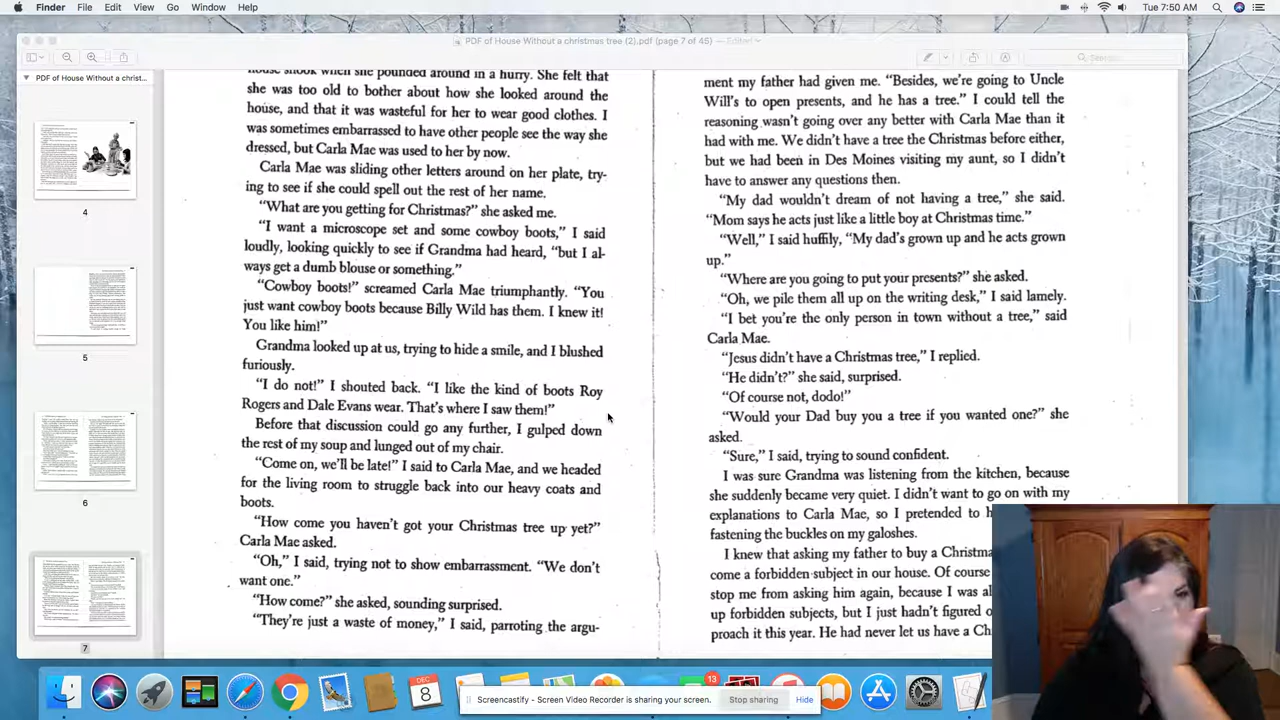 Finder File Edit View Go Window Help
Tue 7:50 AM
PDF of House Without a christmas tree (2).pdf (page 7 of 45) — Edited
Search
PDF of House Without a christ...
4
5
6
7
house shook when she pounded around in a hurry. She felt that
she was too old to bother about how she looked around the
house, and that it was wasteful for her to wear good clothes. I
was sometimes embarrassed to have other people see the way she
dressed, but Carla Mae was used to her by now.
Carla Mae was sliding other letters around on her plate, try-
ing to see if she could spell out the rest of her name.
"What are you getting for Christmas?" she asked me.
"I want a microscope set and some cowboy boots," I said
loudly, looking quickly to see if Grandma had heard, "but I al-
ways get a dumb blouse or something."
"Cowboy boots!" screamed Carla Mae triumphantly. "You
just want cowboy boots because Billy Wild has them. I knew it!
You like him!"
Grandma looked up at us, trying to hide a smile, and I blushed
furiously.
"I do not!" I shouted back. "I like the kind of boots Roy
Rogers and Dale Evans wear. That's where I saw them!"
Before that discussion could go any further, I gulped down
the rest of my soup and lunged out of my chair.
"Come on, we'll be late!" I said to Carla Mae, and we headed
for the living room to struggle back into our heavy coats and
boots.
"How come you haven't got your Christmas tree up yet?"
Carla Mae asked.
"Oh," I said, trying not to show embarrassment. "We don't
want one."
"How come?" she asked, sounding surprised.
"They're just a waste of money," I said, parroting the argu-
ment my father had given me. "Besides, we're going to Uncle
Will's to open presents, and he has a tree." I could tell the
reasoning wasn't going over any better with Carla Mae than it
had with me. We didn't have a tree the Christmas before either,
but we had been in Des Moines visiting my aunt, so I didn't
have to answer any questions then.
"My dad wouldn't dream of not having a tree," she said.
"Mom says he acts just like a little boy at Christmas time."
"Well," I said huffily, "My dad's grown up and he acts grown
up."
"Where are you going to put your presents?" she asked.
"Oh, we pile them all up on the writing desk," I said lamely.
"I bet you're the only person in town without a tree," said
Carla Mae.
"Jesus didn't have a Christmas tree," I replied.
"He didn't?" she said, surprised.
"Of course not, dodo!"
"Would your Dad buy you a tree if you wanted one?" she
asked.
"Sure," I said, trying to sound confident.
I was sure Grandma was listening from the kitchen, because
she suddenly became very quiet. I didn't want to go on with my
explanations to Carla Mae, so I pretended to h
fastening the buckles on my galoshes.
I knew that asking my father to buy a Christma
come a forbidden subject in our house. Of course
stop me from asking him again, because I was al
up forbidden subjects, but I just hadn't figured o
proach it this year. He had never let us have a Ch
DEC
8
13
Screencastify - Screen Video Recorder is sharing your screen. Stop sharing Hide